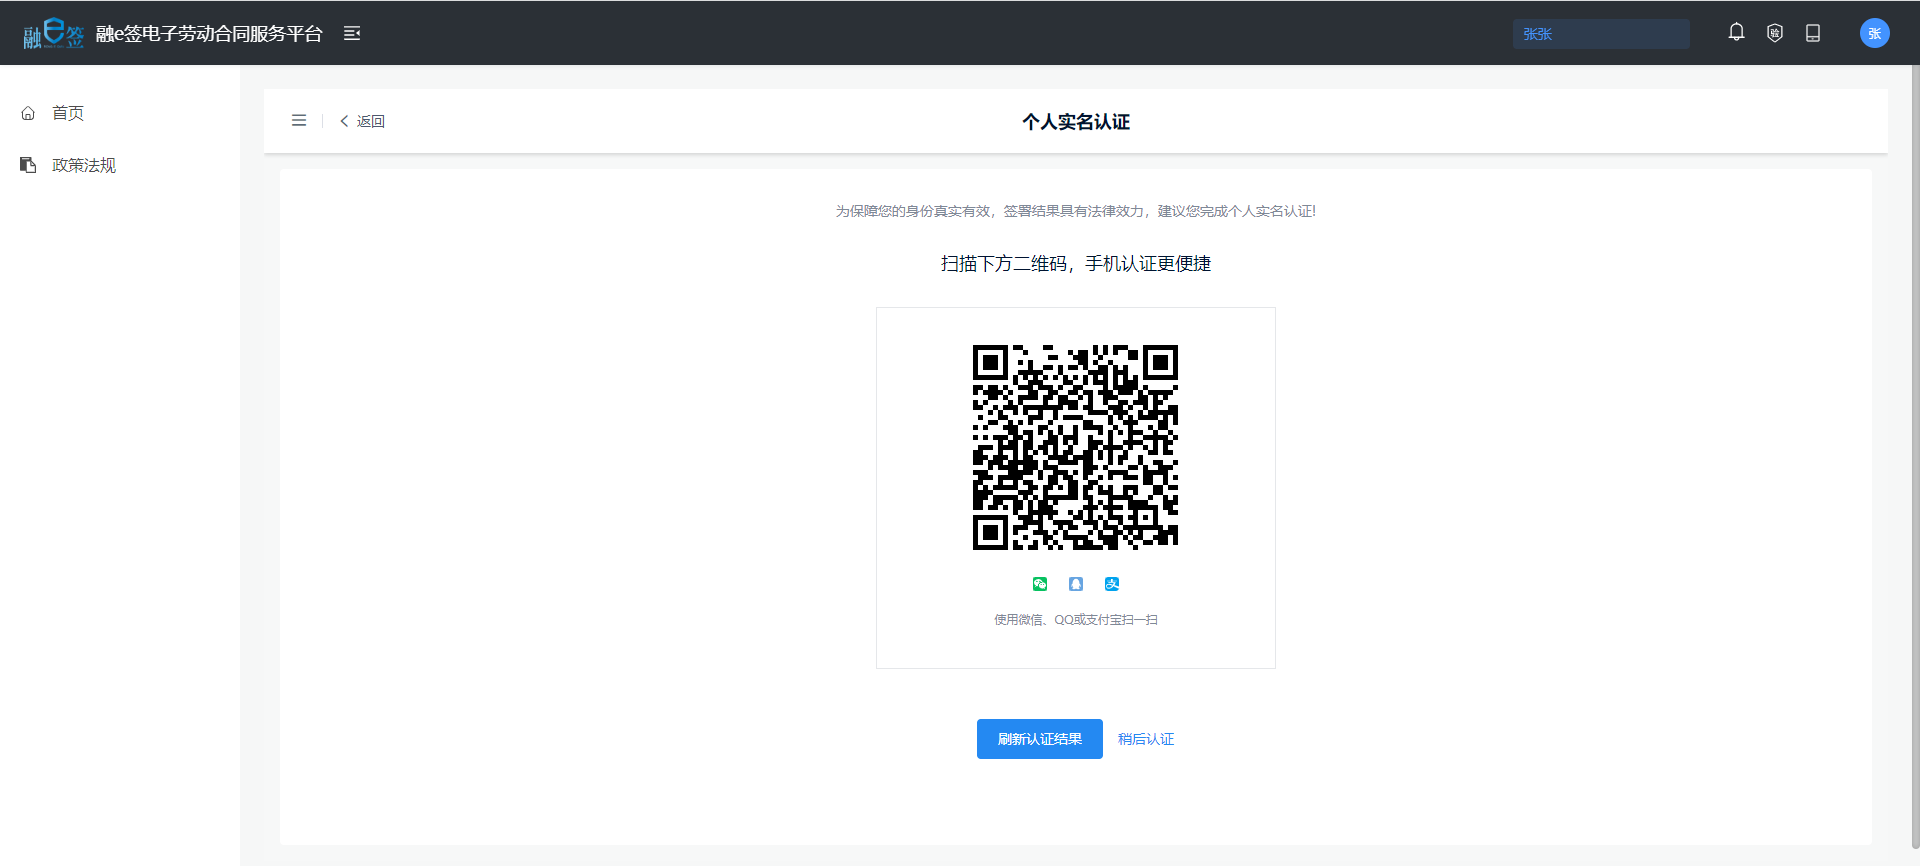 融e签 融e签电子劳动合同服务平台
张张
验
张
首页
政策法规
返回
个人实名认证
为保障您的身份真实有效，签署结果具有法律效力，建议您完成个人实名认证!
扫描下方二维码，手机认证更便捷
支
使用微信、QQ或支付宝扫一扫
刷新认证结果 稍后认证